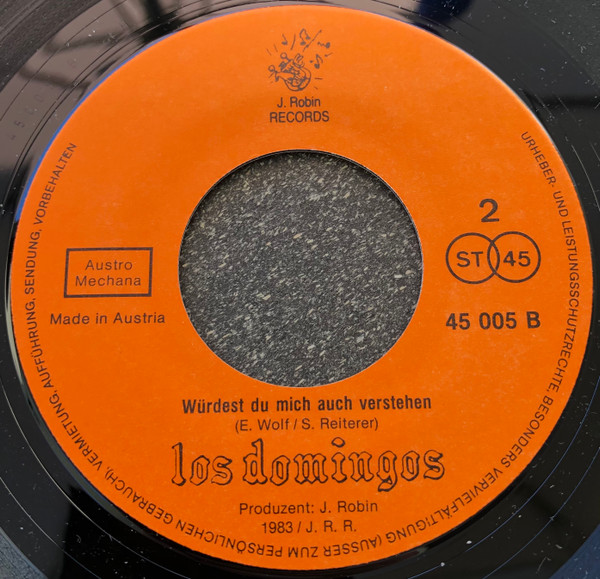 J. Robin
RECORDS
URHEBER- UND LEISTUNGSSCHUTZRECHTE, BESONDERS VERVIELFÄLTIGUNG (AUSSER ZUM PERSÖNLICHEN GEBRAUCH), VERMIETUNG, AUFFÜHRUNG, SENDUNG, VORBEHALTEN
2
ST 45
45 005 B
Austro
Mechana
Made in Austria
Würdest du mich auch verstehen
(E. Wolf / S. Reiterer)
los domingos
Produzent: J. Robin
1983 / J. R. R.